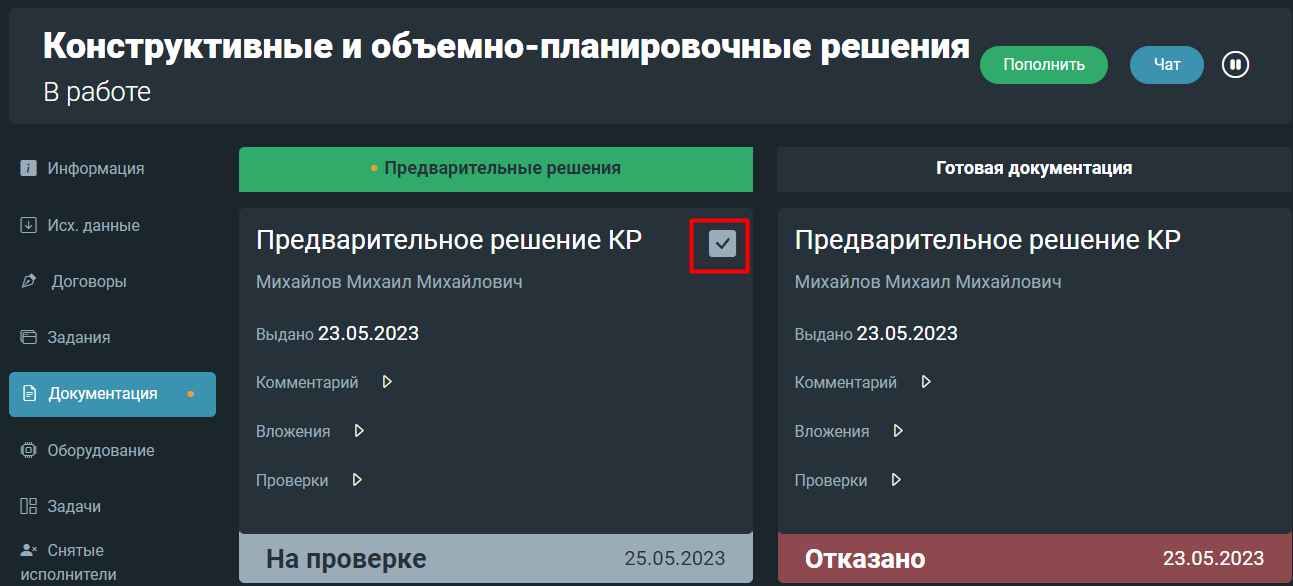 Конструктивные и объемно-планировочные решения
В работе
Пополнить
Чат
Информация
Исх. данные
Договоры
Задания
Документация
Оборудование
Задачи
Снятые
исполнители
Предварительные решения
Предварительное решение КР
Михайлов Михаил Михайлович
Выдано 23.05.2023
Комментарий
Вложения
Проверки
На проверке 25.05.2023
Готовая документация
Предварительное решение КР
Михайлов Михаил Михайлович
Выдано 23.05.2023
Комментарий
Вложения
Проверки
Отказано 23.05.2023